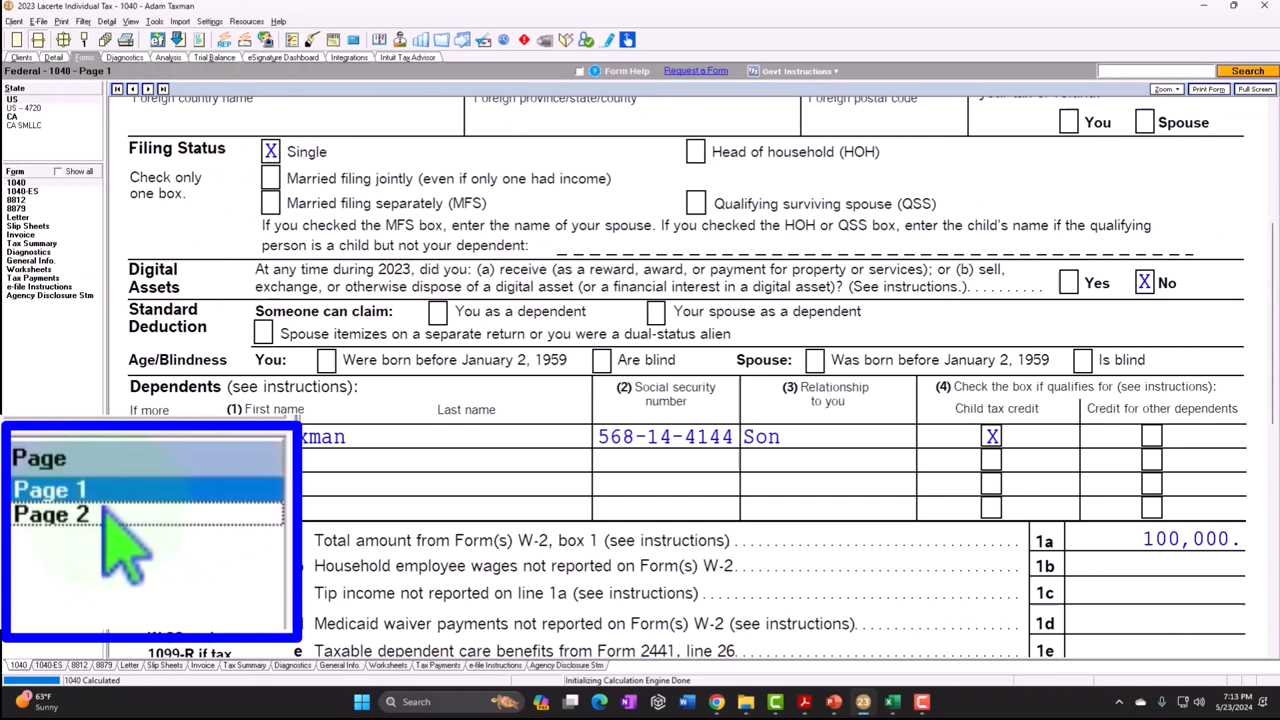 2023 Lacerte Individual Tax - 1040 - Adam Taxman
Client E-File Print Filter Detail View Tools Import Settings Resources Help
Clients Detail Forms Diagnostics Analysis Trial Balance eSignature Dashboard Integrations Intuit Tax Advisor
Federal - 1040 - Page 1
Form Help Request a Form Govt Instructions Search
State
US
US - 4720
CA
CA SMLLC
Form Show all
1040
1040-ES
8812
8879
Letter
Slip Sheets
Invoice
Tax Summary
Diagnostics
General Info.
Worksheets
Tax Payments
e-file Instructions
Agency Disclosure Stm
Page
Page 1
Page 2
Zoom Print Form Full Screen
Foreign country name Foreign province/state/county Foreign postal code your tax or refund.
You Spouse
Filing Status X Single Head of household (HOH)
Check only Married filing jointly (even if only one had income)
one box. Married filing separately (MFS) Qualifying surviving spouse (QSS)
If you checked the MFS box, enter the name of your spouse. If you checked the HOH or QSS box, enter the child's name if the qualifying
person is a child but not your dependent:
Digital At any time during 2023, did you: (a) receive (as a reward, award, or payment for property or services); or (b) sell,
Assets exchange, or otherwise dispose of a digital asset (or a financial interest in a digital asset)? (See instructions.) Yes X No
Standard Someone can claim: You as a dependent Your spouse as a dependent
Deduction Spouse itemizes on a separate return or you were a dual-status alien
Age/Blindness You: Were born before January 2, 1959 Are blind Spouse: Was born before January 2, 1959 Is blind
Dependents (see instructions): (2) Social security (3) Relationship (4) Check the box if qualifies for (see instructions):
number to you
If more (1) First name Last name Child tax credit Credit for other dependents
xman 568-14-4144 Son X
Total amount from Form(s) W-2, box 1 (see instructions) 1a 100,000.
Household employee wages not reported on Form(s) W-2 1b
Tip income not reported on line 1a (see instructions) 1c
Medicaid waiver payments not reported on Form(s) W-2 (see instructions) 1d
1099-R if tax e Taxable dependent care benefits from Form 2441, line 26 1e
1040 1040-ES 8812 8879 Letter Slip Sheets Invoice Tax Summary Diagnostics General Info. Worksheets Tax Payments e-file Instructions Agency Disclosure Stm
1040 Calculated Initializing Calculation Engine Done
63°F
Sunny
Search
7:13 PM
5/23/2024